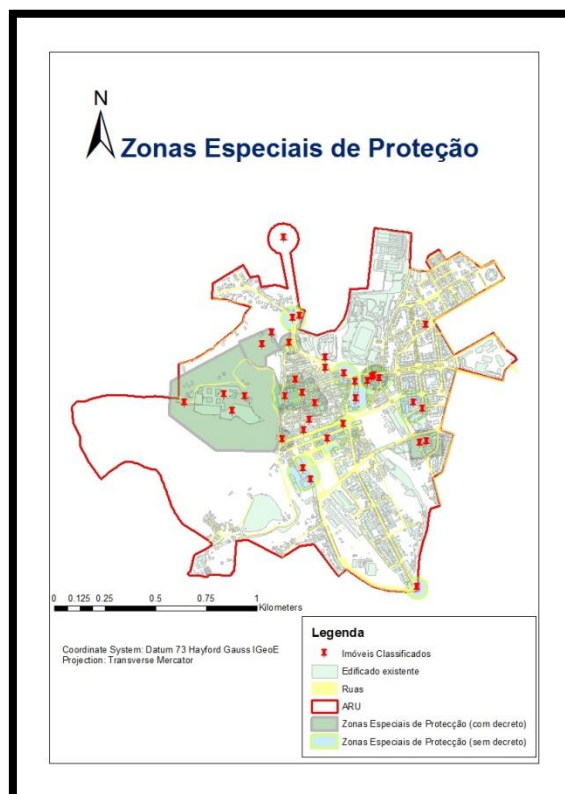 N
Zonas Especiais de Proteção
0 0.125 0.25 0.5 0.75 1
Kilometers
Coordinate System: Datum 73 Hayford Gauss IGeoE
Projection: Transverse Mercator
Legenda
Imóveis Classificados
Edificado existente
Ruas
ARU
Zonas Especiais de Protecção (com decreto)
Zonas Especiais de Protecção (sem decreto)